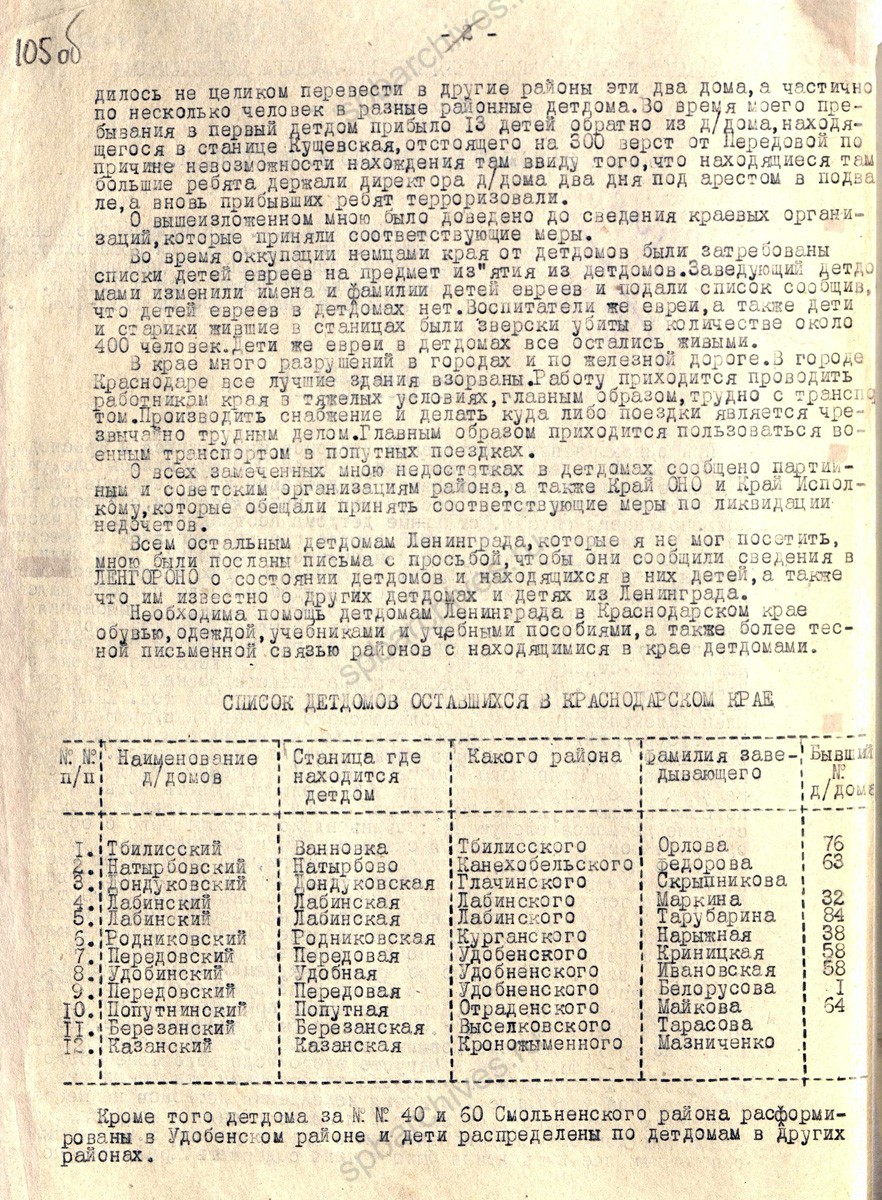 105 об
- 2 -
дилось не целиком перевести в другие районы эти два дома,а частично
по несколько человек в разные районные детдома.Во время моего пре-
бывания в первый детдом прибыло 13 детей обратно из д/дома,находя-
щегося в станице Кущевская,отстоящего на 300 верст от Передовой по
причине невозможности нахождения там ввиду того,что находящиеся там
большие ребята держали директора д/дома два дня под арестом в подва
ле,а вновь прибывших ребят терроризовали.
О вышеизложенном мною было доведено до сведения краевых органи-
заций,которые приняли соответствующие меры.
Во время оккупации немцами края от детдомов были затребованы
списки детей евреев на предмет из"ятия из детдомов.Заведующий детдо
мами изменили имена и фамилии детей евреев и подали список сообщив,
что детей евреев в детдомах нет.Воспитатели же евреи,а также дети
и старики жившие в станицах были зверски убиты в количестве около
400 человек.Дети же евреи в детдомах все остались живыми.
В крае много разрушений в городах и по железной дороге.В городе
Краснодаре все лучшие здания взорваны.Работу приходится проводить
работникам края в тяжелых условиях,главным образом,трудно с транспо
том.Производить снабжение и делать куда либо поездки является чре-
звычайно трудным делом.Главным образом приходится пользоваться во-
енным транспортом в попутных поездках.
О всех замеченных мною недостатках в детдомах сообщено партий-
ным и советским организациям района,а также Край ОНО и Край Испол-
кому,которые обещали принять соответствующие меры по ликвидации
недочетов.
Всем остальным детдомам Ленинграда,которые я не мог посетить,
мною были посланы письма с просьбой,чтобы они сообщили сведения в
ЛЕНГОРОНО о состоянии детдомов и находящихся в них детей,а также
что им известно о других детдомах и детях из Ленинграда.
Необходима помощь детдомам Ленинграда в Краснодарском крае
обувью,одеждой,учебниками и учебными пособиями,а также более тес-
ной письменной связью районов с находящимися в крае детдомами.
СПИСОК ДЕТДОМОВ ОСТАВШИХСЯ В КРАСНОДАРСКОМ КРАЕ
№ № п/п Наименование д/домов Станица где находится детдом Какого района Фамилия заве-дывающего Бывший № д/дома
1. Тбилисский Ванновка Тбилисского Орлова 76
2. Натырбовский Натырбово Канехобельского Федорова 63
3. Дондуковский Дондуковская Глачинского Скрыпникова
4. Лабинский Лабинская Лабинского Маркина 32
5. Лабинский Лабинская Лабинского Тарубарина 84
6. Родниковский Родниковская Курганского Нарыжная 38
7. Передовский Передовая Удобенского Криницкая 58
8. Удобинский Удобная Удобненского Ивановская 58
9. Передовский Передовая Удобненского Белорусова I
10. Попутнинский Попутная Отраденского Майкова 64
11. Березанский Березанская Выселковского Тарасова
12. Казанский Казанская Кроножыменного Мазниченко
Кроме того детдома за № № 40 и 60 Смольненского района расформи-
рованы в Удобенском районе и дети распределены по детдомам в других
районах.